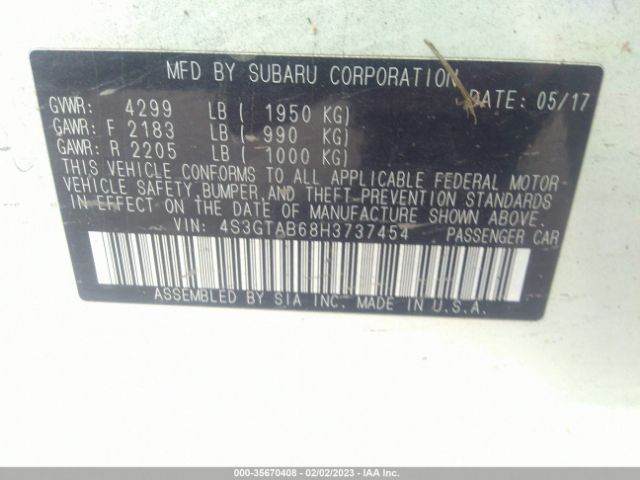 MFD BY SUBARU CORPORATION DATE: 05/17
GVWR: 4299 LB ( 1950 KG)
GAWR: F 2183 LB ( 990 KG)
GAWR: R 2205 LB ( 1000 KG)
THIS VEHICLE CONFORMS TO ALL APPLICABLE FEDERAL MOTOR
VEHICLE SAFETY, BUMPER, AND THEFT PREVENTION STANDARDS
IN EFFECT ON THE DATE OF MANUFACTURE SHOWN ABOVE.
VIN: 4S3GTAB68H3737454 PASSENGER CAR
ASSEMBLED BY SIA INC. MADE IN U.S.A.
000-35670408 - 02/02/2023 - IAA Inc.